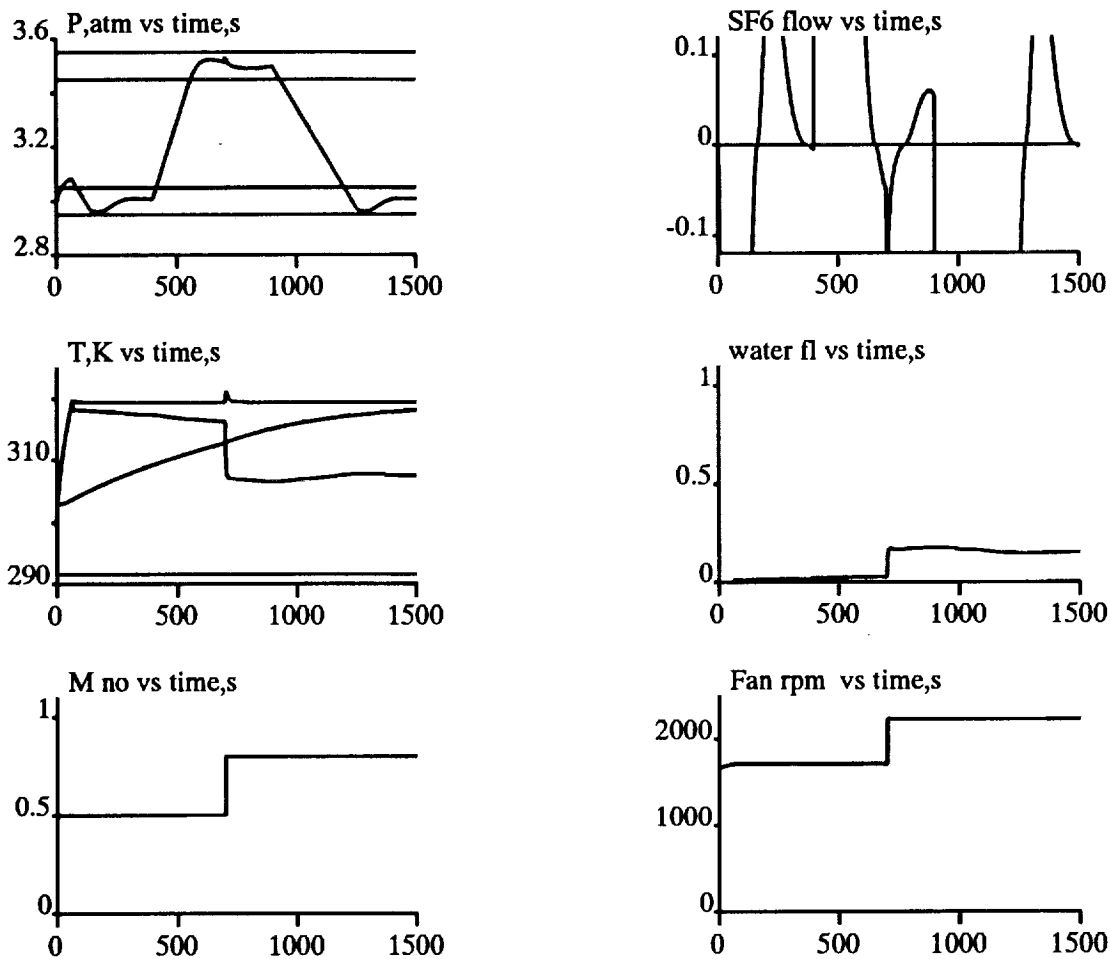 P,atm vs time,s
3.6
3.2
2.8
0 500 1000 1500
SF6 flow vs time,s
0.1
0
-0.1
0 500 1000 1500
T,K vs time,s
310
290
0 500 1000 1500
water fl vs time,s
1
0.5
0
0 500 1000 1500
M no vs time,s
1
0.5
0
0 500 1000 1500
Fan rpm vs time,s
2000
1000
0
0 500 1000 1500